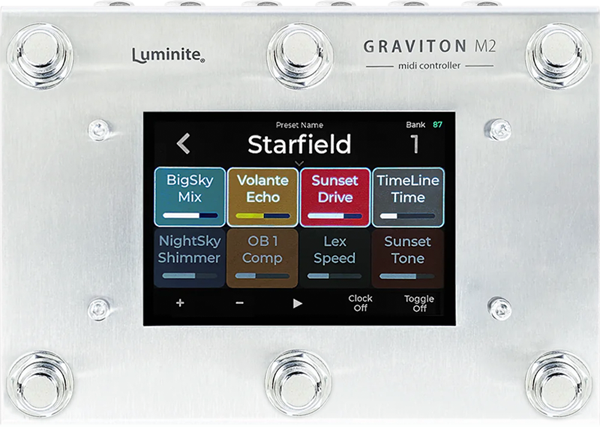 Luminite®
GRAVITON M2
midi controller
Preset Name
Bank 87
Starfield
1
BigSky
Mix
Volante
Echo
Sunset
Drive
TimeLine
Time
NightSky
Shimmer
OB 1
Comp
Lex
Speed
Sunset
Tone
+
−
Clock
Off
Toggle
Off